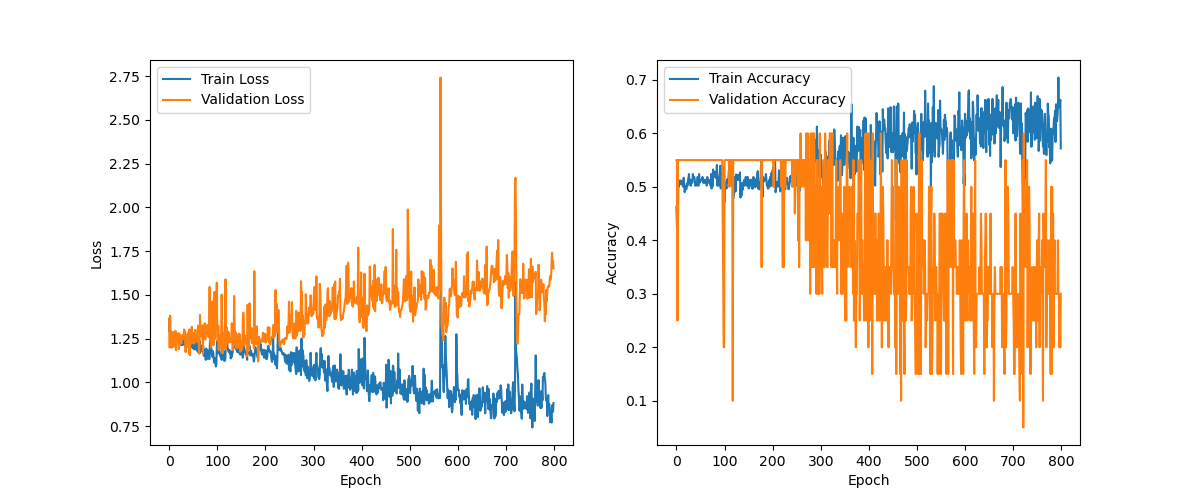 Train Loss
Validation Loss
2.75
2.50
2.25
2.00
1.75
1.50
1.25
1.00
0.75
Loss
0 100 200 300 400 500 600 700 800
Epoch
Train Accuracy
Validation Accuracy
0.7
0.6
0.5
0.4
0.3
0.2
0.1
Accuracy
0 100 200 300 400 500 600 700 800
Epoch